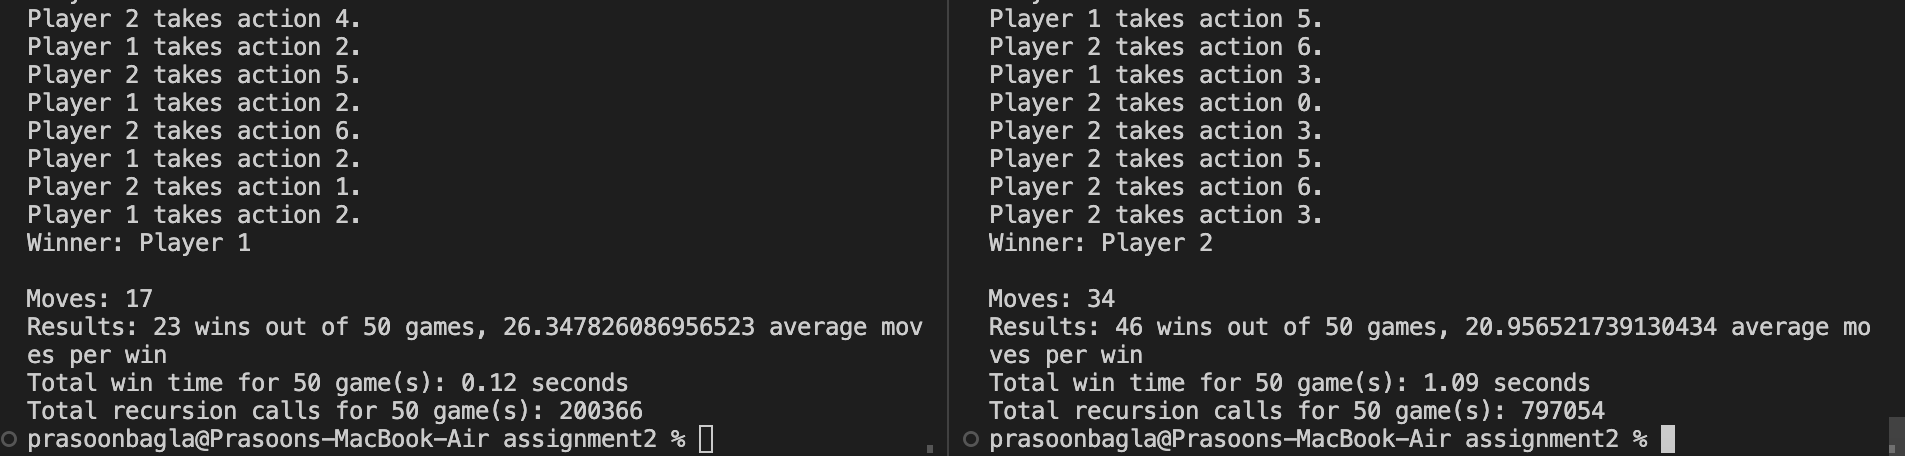 Player 2 takes action 4.
Player 1 takes action 2.
Player 2 takes action 5.
Player 1 takes action 2.
Player 2 takes action 6.
Player 1 takes action 2.
Player 2 takes action 1.
Player 1 takes action 2.
Winner: Player 1
Moves: 17
Results: 23 wins out of 50 games, 26.347826086956523 average mov
es per win
Total win time for 50 game(s): 0.12 seconds
Total recursion calls for 50 game(s): 200366
prasoonbagla@Prasoons-MacBook-Air assignment2 %
Player 1 takes action 5.
Player 2 takes action 6.
Player 1 takes action 3.
Player 2 takes action 0.
Player 2 takes action 3.
Player 2 takes action 5.
Player 2 takes action 6.
Player 2 takes action 3.
Winner: Player 2
Moves: 34
Results: 46 wins out of 50 games, 20.956521739130434 average mo
ves per win
Total win time for 50 game(s): 1.09 seconds
Total recursion calls for 50 game(s): 797054
prasoonbagla@Prasoons-MacBook-Air assignment2 %